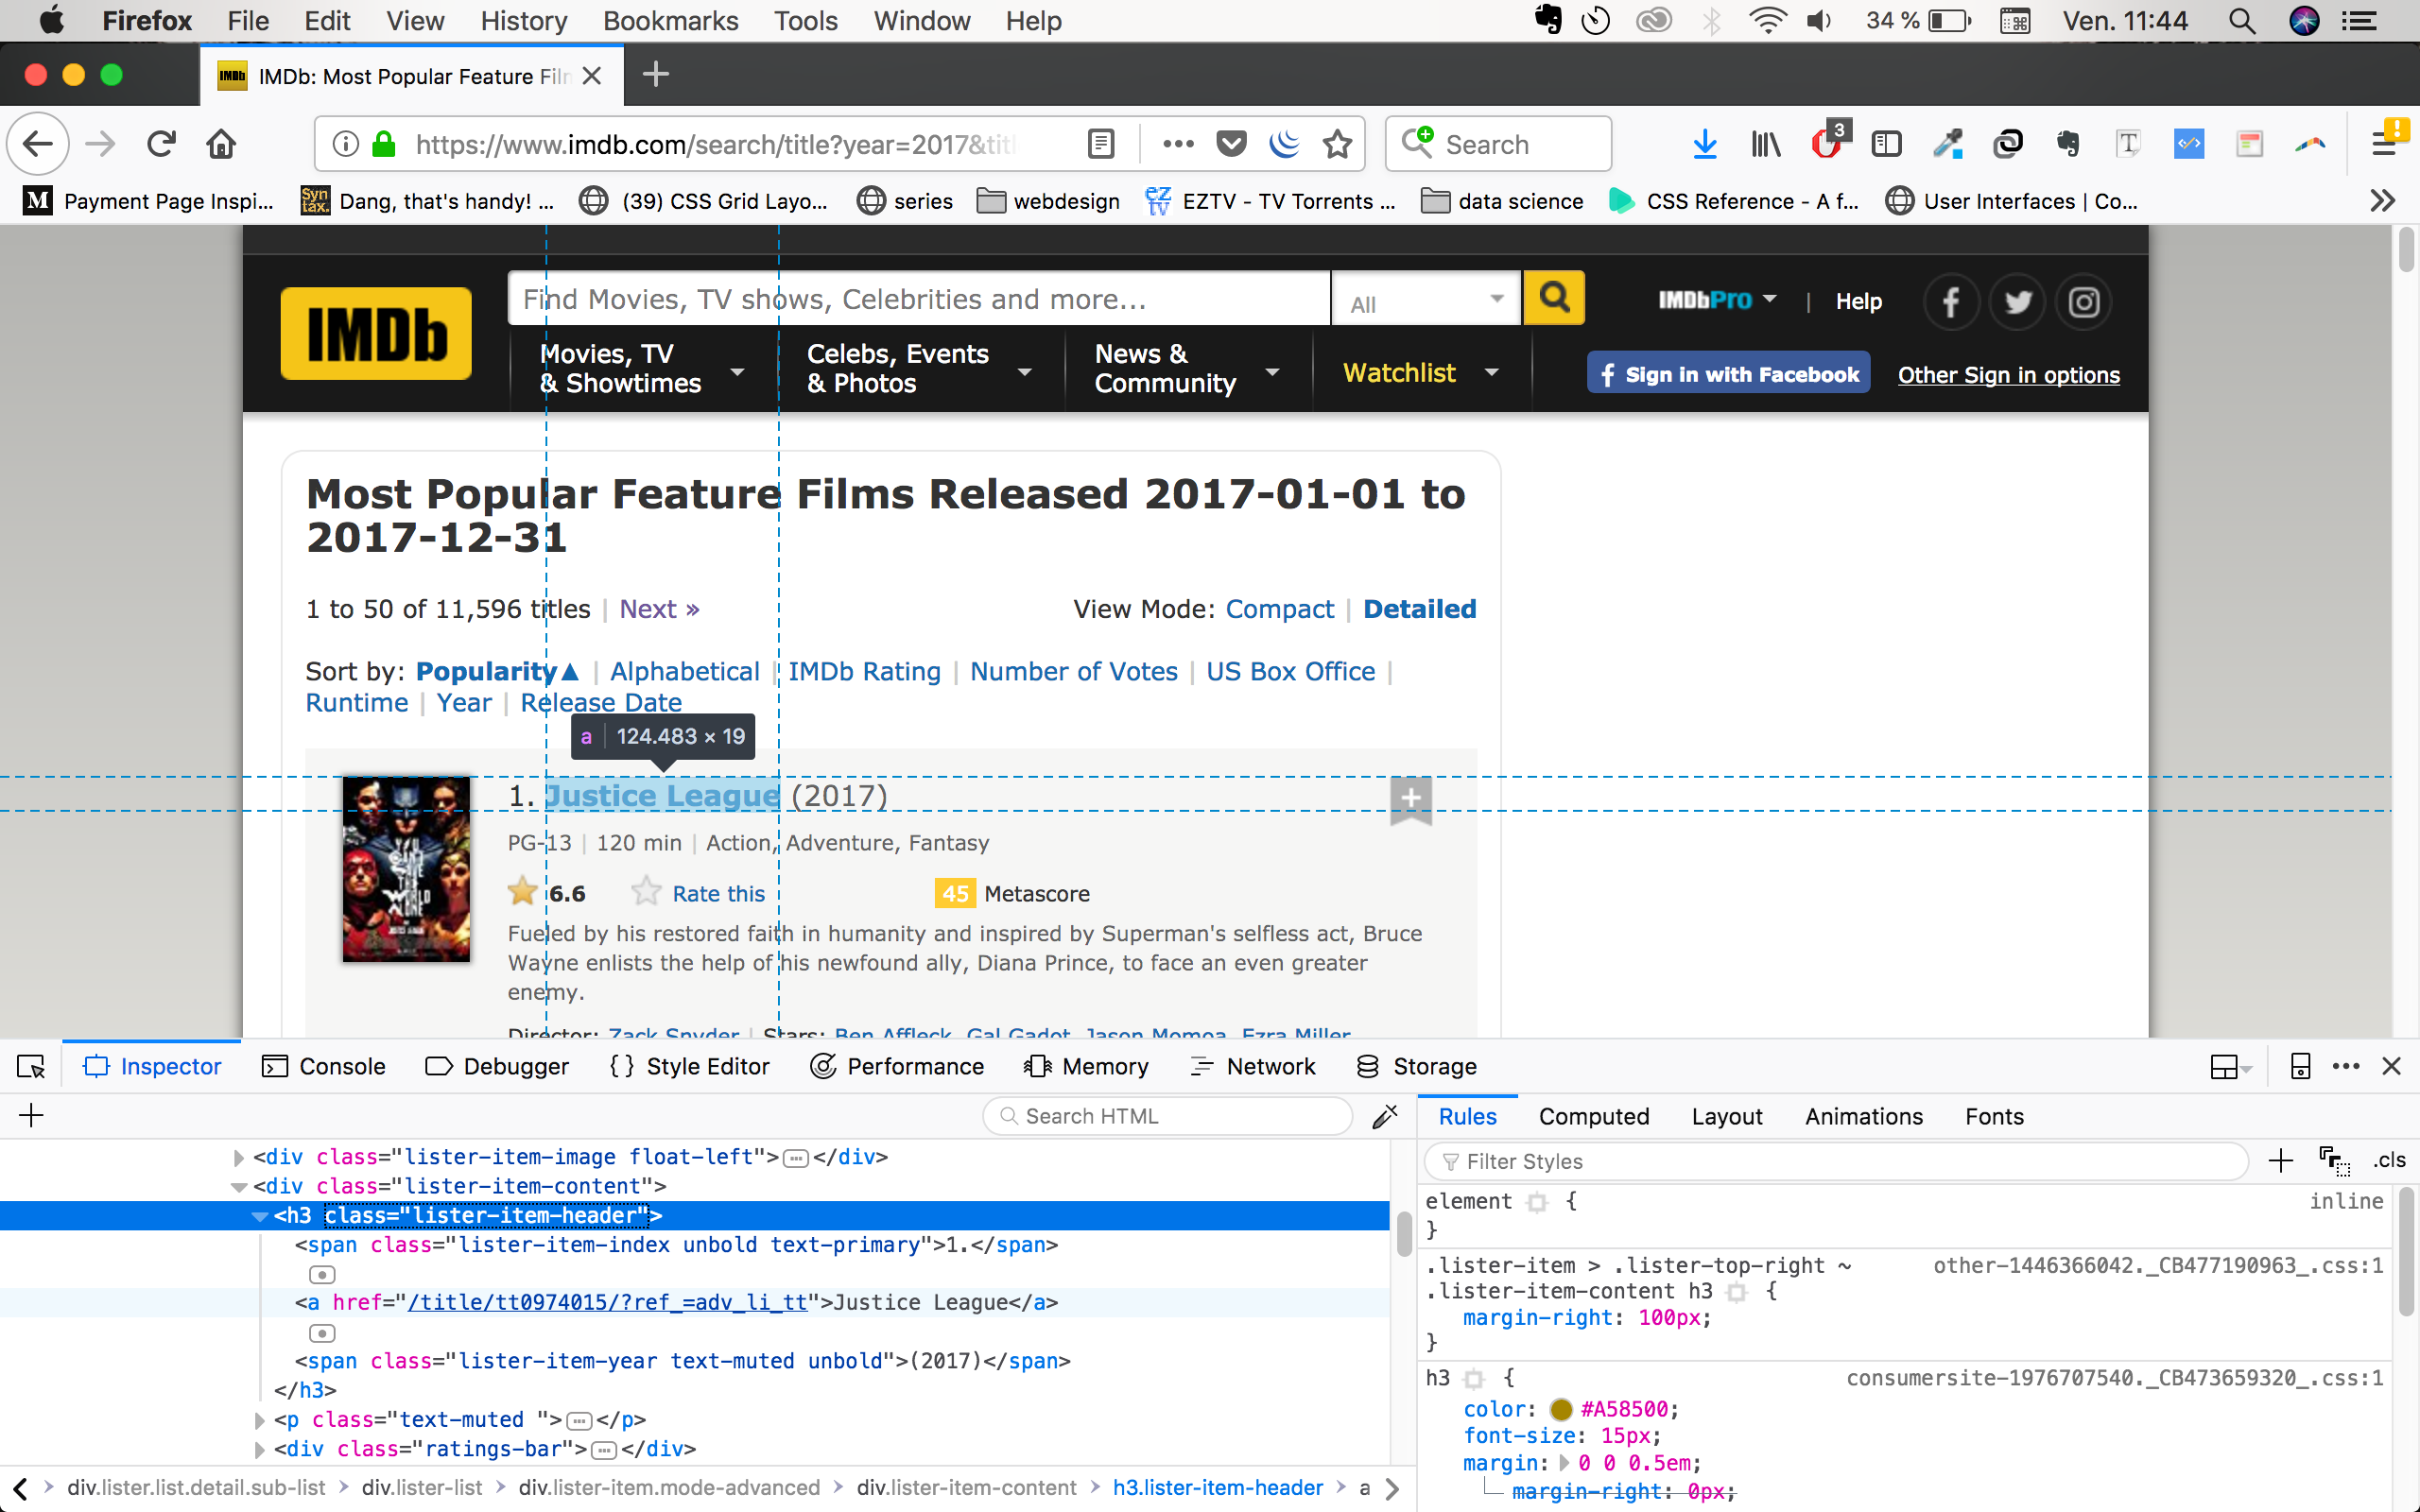 Firefox File Edit View History Bookmarks Tools Window Help 34 % Ven. 11:44
IMDb IMDb: Most Popular Feature Fil
https://www.imdb.com/search/title?year=2017&titl Search 3
M Payment Page Inspi... Syn tax. Dang, that's handy! ... (39) CSS Grid Layo... series webdesign EZTV - TV Torrents ... data science CSS Reference - A f... User Interfaces | Co...
IMDb Find Movies, TV shows, Celebrities and more... All IMDbPro | Help
Movies, TV & Showtimes
Celebs, Events & Photos
News & Community
Watchlist
Sign in with Facebook Other Sign in options
Most Popular Feature Films Released 2017-01-01 to
2017-12-31
1 to 50 of 11,596 titles | Next » View Mode: Compact | Detailed
Sort by: Popularity▲ | Alphabetical | IMDb Rating | Number of Votes | US Box Office |
Runtime | Year | Release Date
a 124.483 × 19
1. Justice League (2017)
PG-13 | 120 min | Action, Adventure, Fantasy
6.6 Rate this 45 Metascore
Fueled by his restored faith in humanity and inspired by Superman's selfless act, Bruce
Wayne enlists the help of his newfound ally, Diana Prince, to face an even greater
enemy.
Director: Zack Snyder | Stars: Ben Affleck, Gal Gadot, Jason Momoa, Ezra Miller
Inspector Console Debugger Style Editor Performance Memory Network Storage
Search HTML
<div class="lister-item-image float-left">…</div>
<div class="lister-item-content">
<h3 class="lister-item-header">
<span class="lister-item-index unbold text-primary">1.</span>
<a href="/title/tt0974015/?ref_=adv_li_tt">Justice League</a>
<span class="lister-item-year text-muted unbold">(2017)</span>
</h3>
<p class="text-muted ">…</p>
<div class="ratings-bar">…</div>
div.lister.list.detail.sub-list div.lister-list div.lister-item.mode-advanced div.lister-item-content h3.lister-item-header a
Rules Computed Layout Animations Fonts
Filter Styles .cls
element { inline
}
.lister-item > .lister-top-right ~ other-1446366042._CB477190963_.css:1
.lister-item-content h3 {
margin-right: 100px;
}
h3 { consumersite-1976707540._CB473659320_.css:1
color: #A58500;
font-size: 15px;
margin: 0 0 0.5em;
margin-right: 0px;